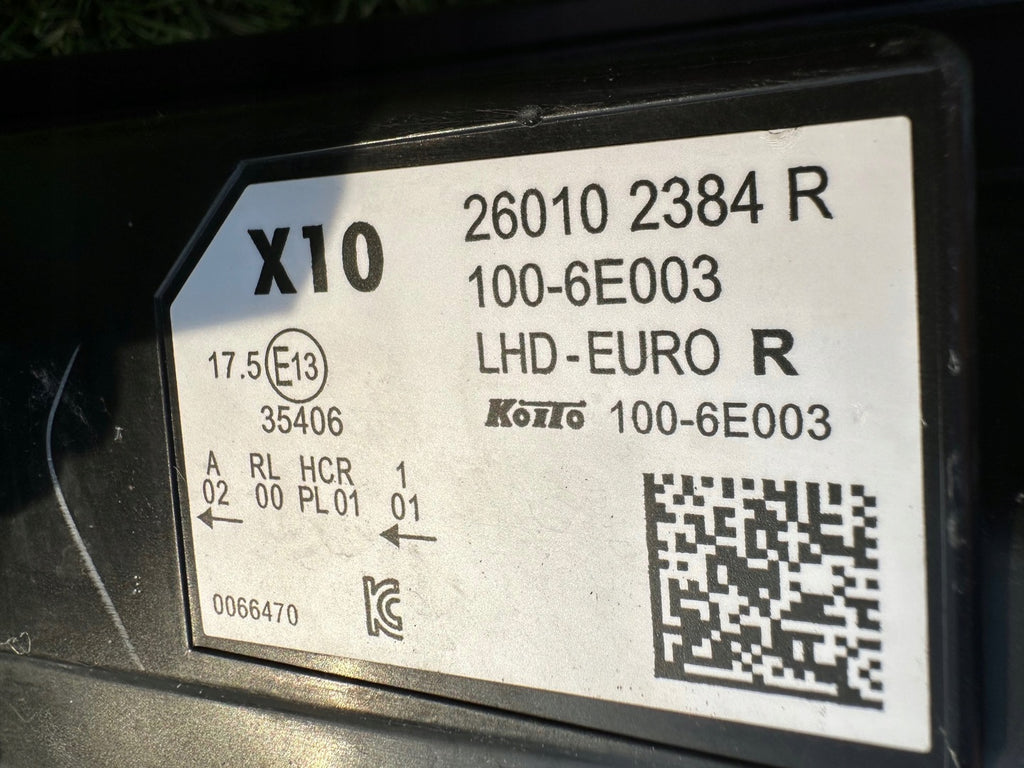 X10
26010 2384 R
100-6E003
LHD-EURO R
KOITO 100-6E003
17.5 E13
35406
A RL HCR 1
02 00 PL01 01
0066470
KC